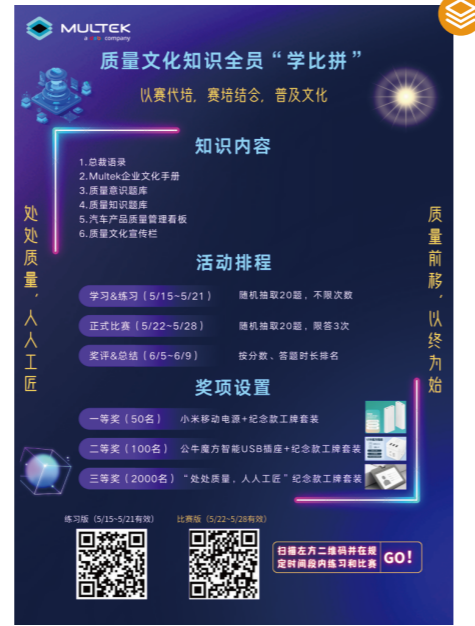 MULTEK
company
质量文化知识全员“学比拼”
以赛代培，赛培结合，普及文化
处处质量，人人工匠
质量前移，以终为始
知识内容
1.总裁语录
2.Multek企业文化手册
3.质量意识题库
4.质量知识题库
5.汽车产品质量管理看板
6.质量文化宣传栏
活动排程
学习&练习（5/15~5/21） 随机抽取20题，不限次数
正式比赛（5/22~5/28） 随机抽取20题，限答3次
奖评&总结（6/5~6/9） 按分数、答题时长排名
奖项设置
一等奖（50名） 小米移动电源+纪念款工牌套装
二等奖（100名） 公牛魔方智能USB插座+纪念款工牌套装
三等奖（2000名） “处处质量，人人工匠”纪念款工牌套装
练习版（5/15~5/21有效） 比赛版（5/22~5/28有效）
扫描左方二维码并在规
定时间段内练习和比赛
GO!